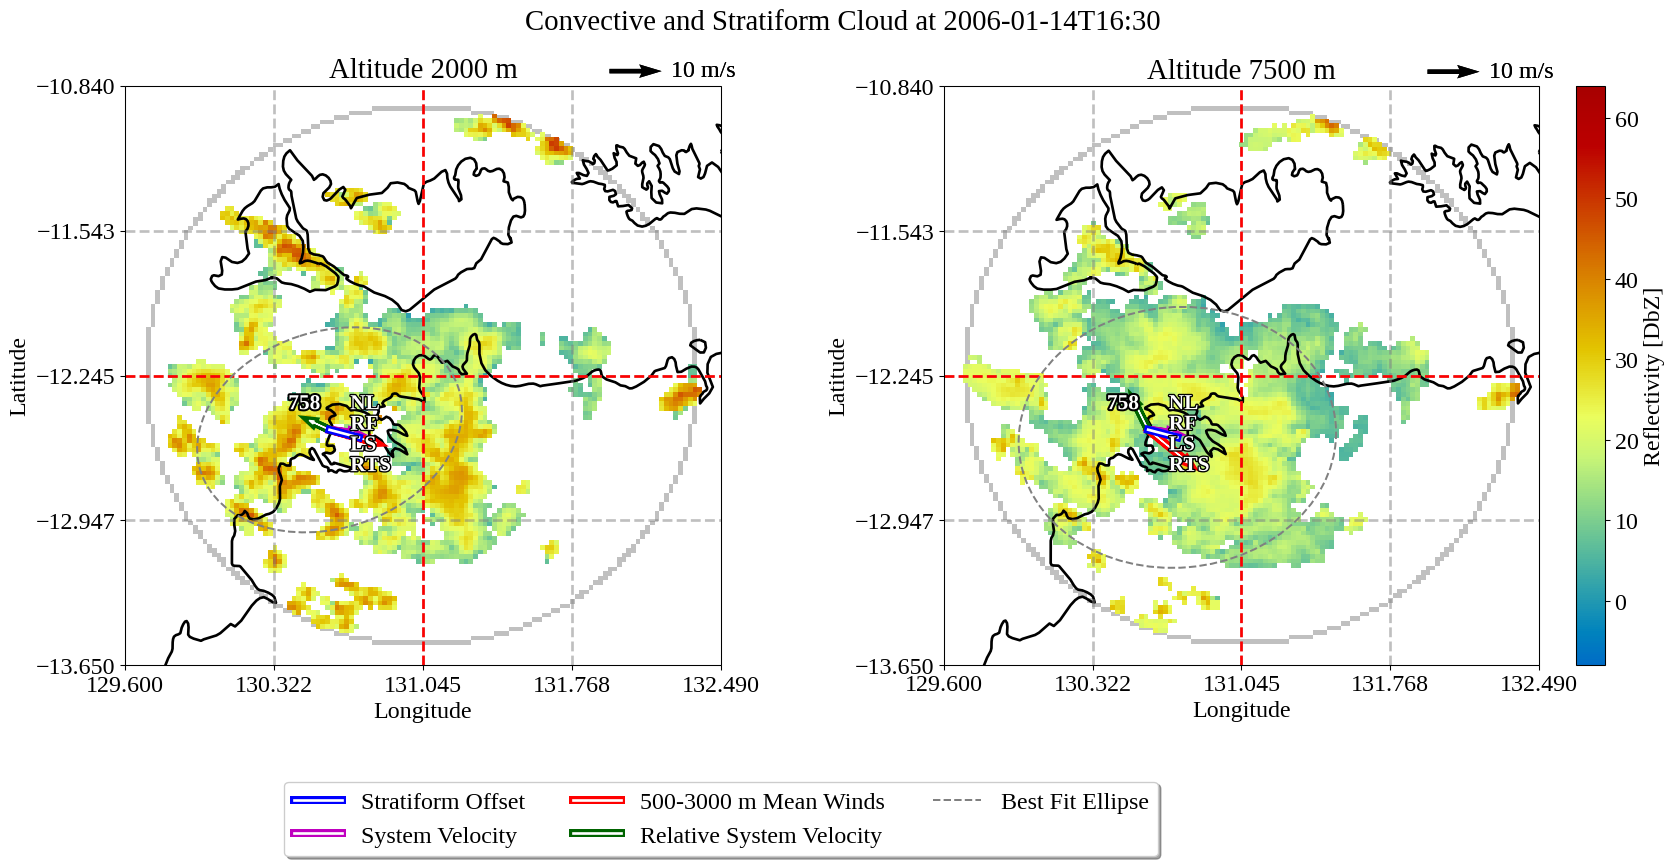 Convective and Stratiform Cloud at 2006-01-14T16:30
Altitude 2000 m
10 m/s
Altitude 7500 m
10 m/s
−10.840
−11.543
−12.245
−12.947
−13.650
Latitude
129.600
130.322
131.045
131.768
132.490
Longitude
758
NL
RF
LS
RTS
−10.840
−11.543
−12.245
−12.947
−13.650
Latitude
129.600
130.322
131.045
131.768
132.490
Longitude
758
NL
RF
LS
RTS
60
50
40
30
20
10
0
Reflectivity [DbZ]
Stratiform Offset
500-3000 m Mean Winds
Best Fit Ellipse
System Velocity
Relative System Velocity